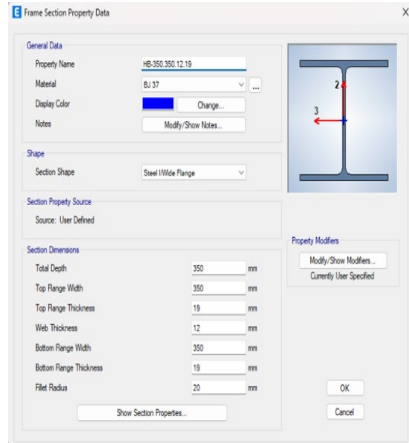 E Frame Section Property Data X
General Data
Property Name HB-350.350.12.19
Material BJ 37 ...
Display Color Change...
Notes Modify/Show Notes...
Shape
Section Shape Steel I/Wide Flange
Section Property Source
Source: User Defined
Section Dimensions
Total Depth 350 mm
Top Flange Width 350 mm
Top Flange Thickness 19 mm
Web Thickness 12 mm
Bottom Flange Width 350 mm
Bottom Flange Thickness 19 mm
Fillet Radius 20 mm
Show Section Properties...
2
3
Property Modifiers
Modify/Show Modifiers...
Currently User Specified
OK
Cancel